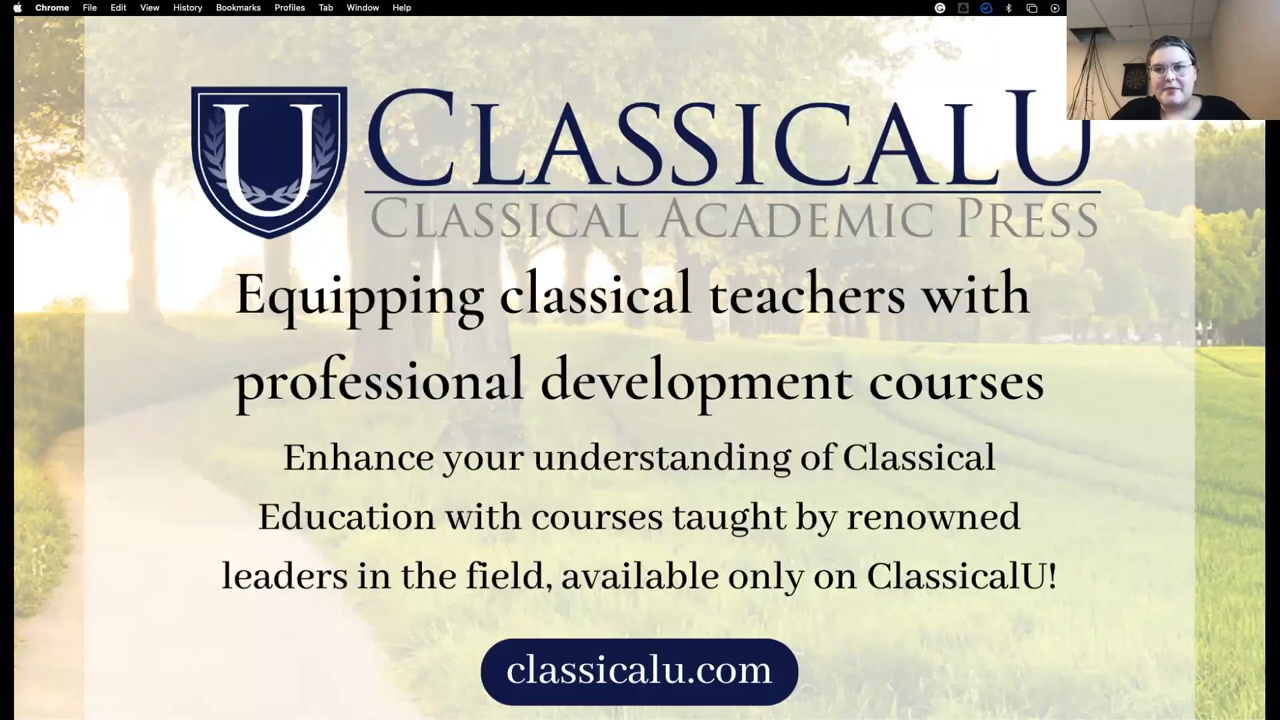 Chrome File Edit View History Bookmarks Profiles Tab Window Help
U CLASSICALU
CLASSICAL ACADEMIC PRESS
Equipping classical teachers with
professional development courses
Enhance your understanding of Classical
Education with courses taught by renowned
leaders in the field, available only on ClassicalU!
classicalu.com